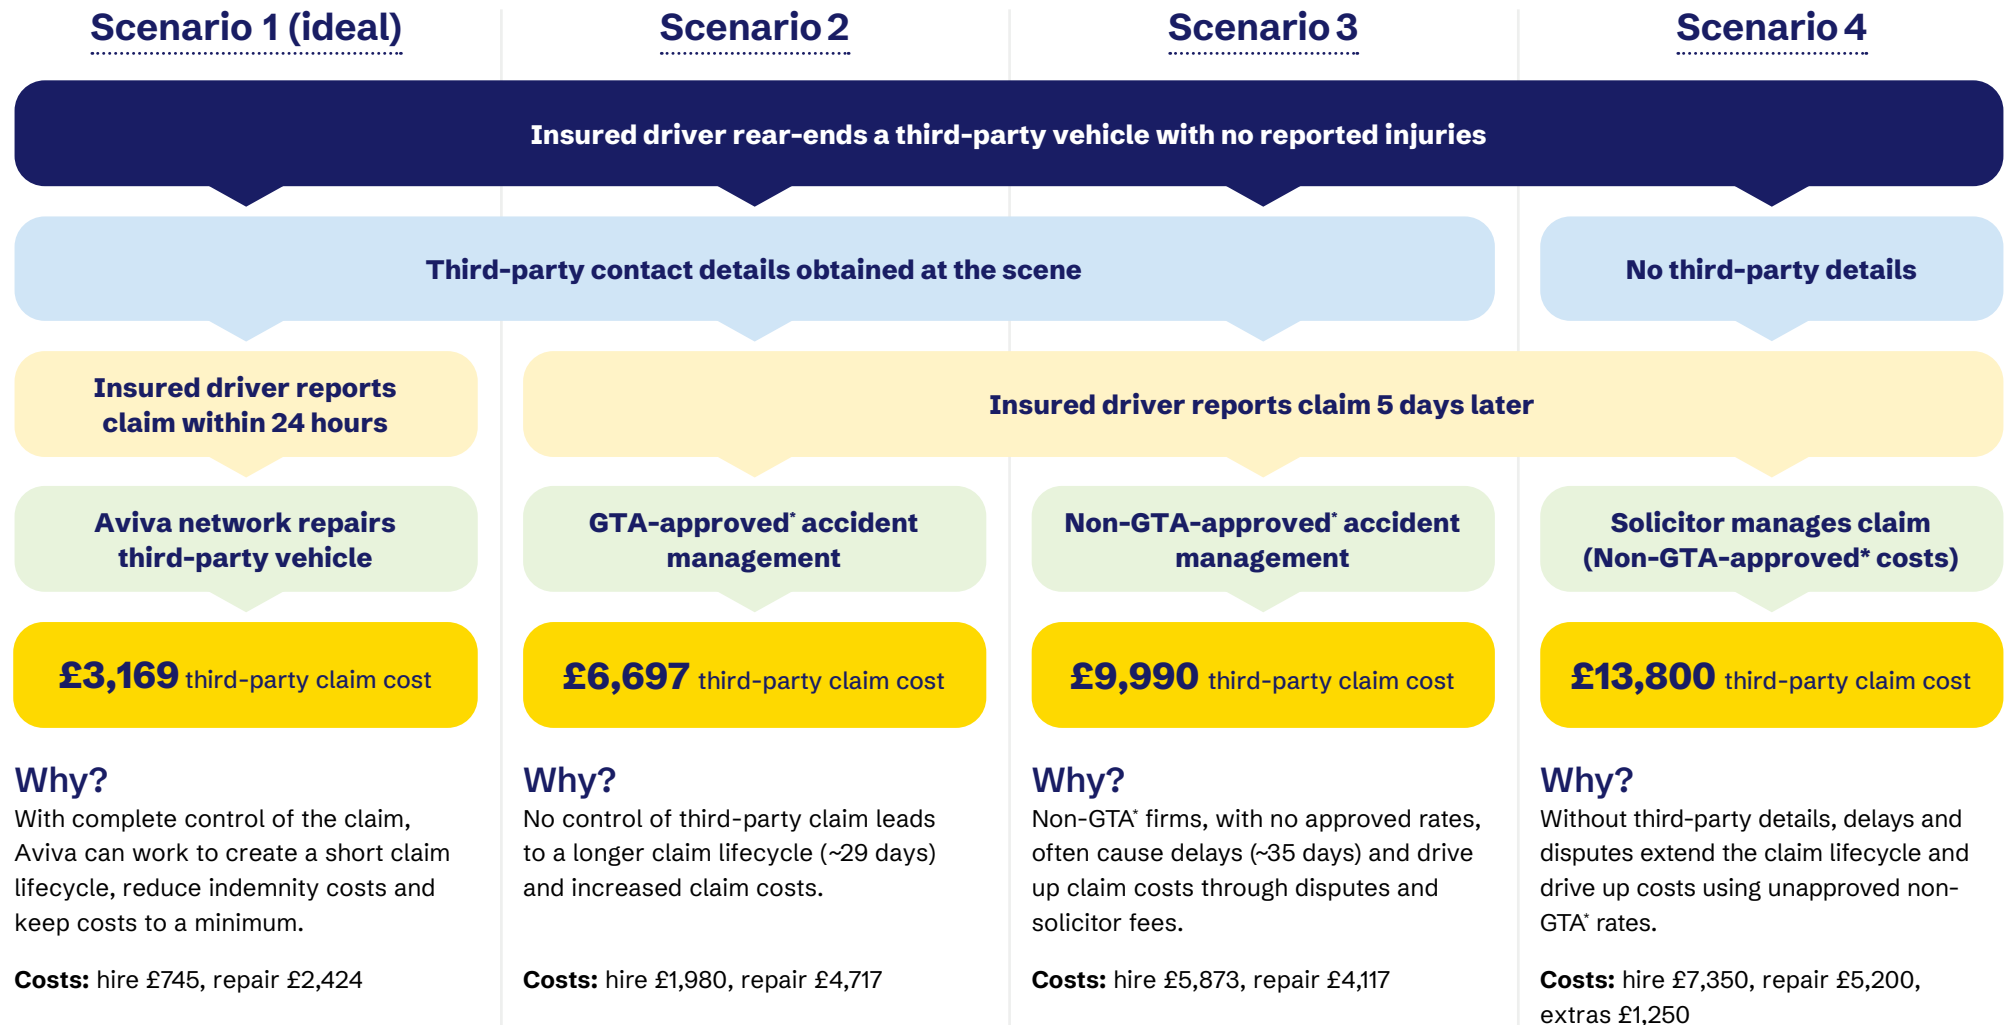 Scenario 1 (ideal)
Scenario 2
Scenario 3
Scenario 4
Insured driver rear-ends a third-party vehicle with no reported injuries
Third-party contact details obtained at the scene
No third-party details
Insured driver reports
claim within 24 hours
Insured driver reports claim 5 days later
Aviva network repairs
third-party vehicle
GTA-approved* accident
management
Non-GTA-approved* accident
management
Solicitor manages claim
(Non-GTA-approved* costs)
£3,169 third-party claim cost
£6,697 third-party claim cost
£9,990 third-party claim cost
£13,800 third-party claim cost
Why?
With complete control of the claim,
Aviva can work to create a short claim
lifecycle, reduce indemnity costs and
keep costs to a minimum.
Costs: hire £745, repair £2,424
Why?
No control of third-party claim leads
to a longer claim lifecycle (~29 days)
and increased claim costs.
Costs: hire £1,980, repair £4,717
Why?
Non-GTA* firms, with no approved rates,
often cause delays (~35 days) and drive
up claim costs through disputes and
solicitor fees.
Costs: hire £5,873, repair £4,117
Why?
Without third-party details, delays and
disputes extend the claim lifecycle and
drive up costs using unapproved non-
GTA* rates.
Costs: hire £7,350, repair £5,200,
extras £1,250